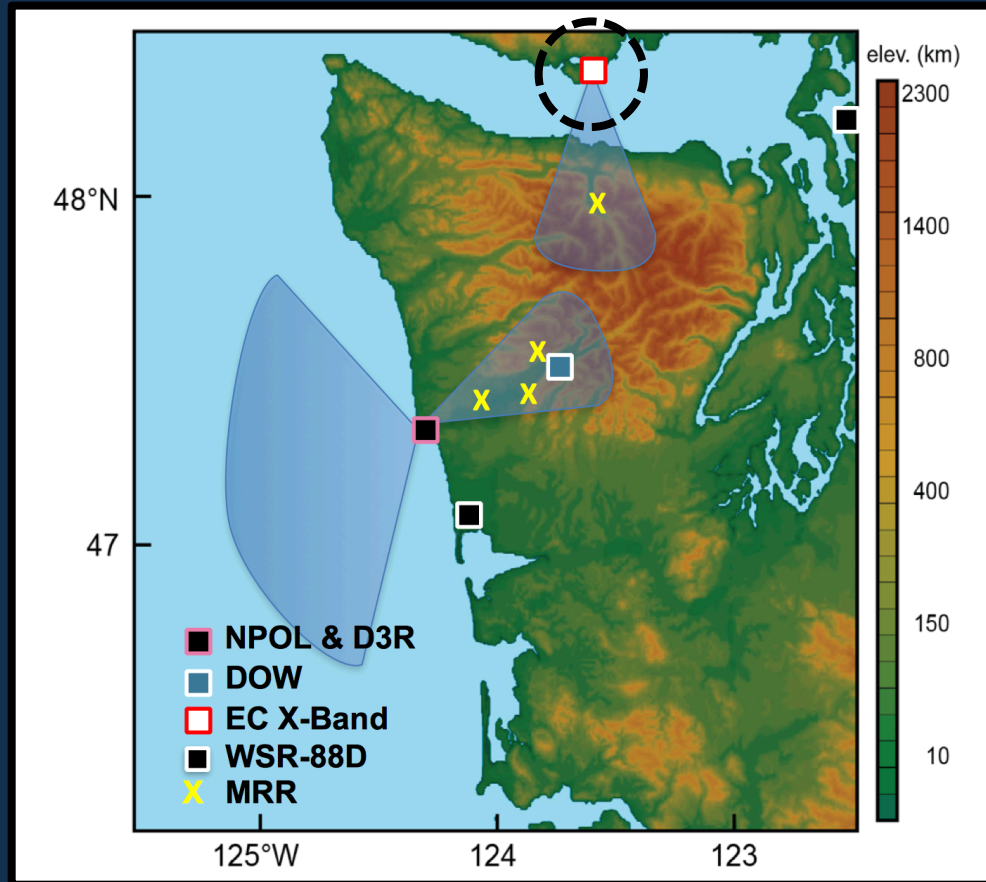 elev. (km)
2300
1400
800
400
150
10
48°N
47
X
X
X
X
NPOL & D3R
DOW
EC X-Band
WSR-88D
X MRR
125°W
124
123